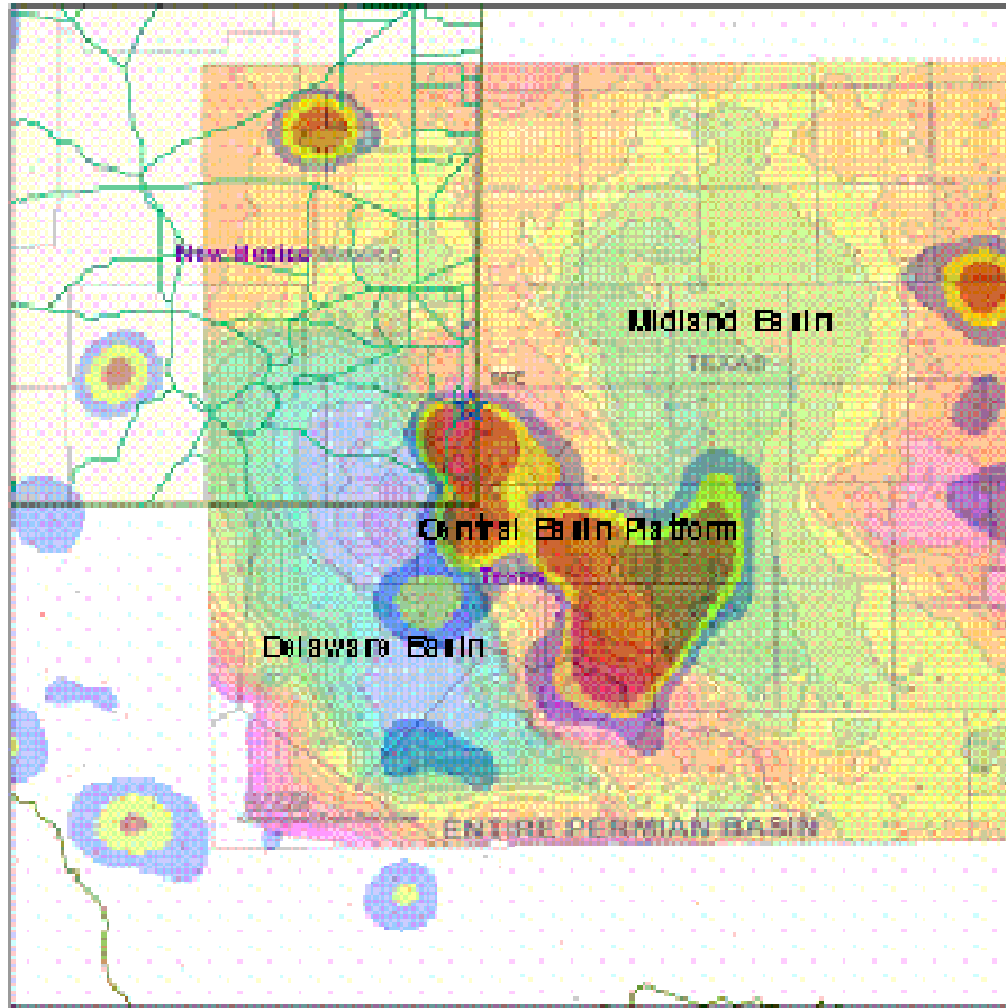 New Mexico
Midland Basin
TEXAS
Central Basin Platform
Texas
Delaware Basin
ENTIRE PERMIAN BASIN